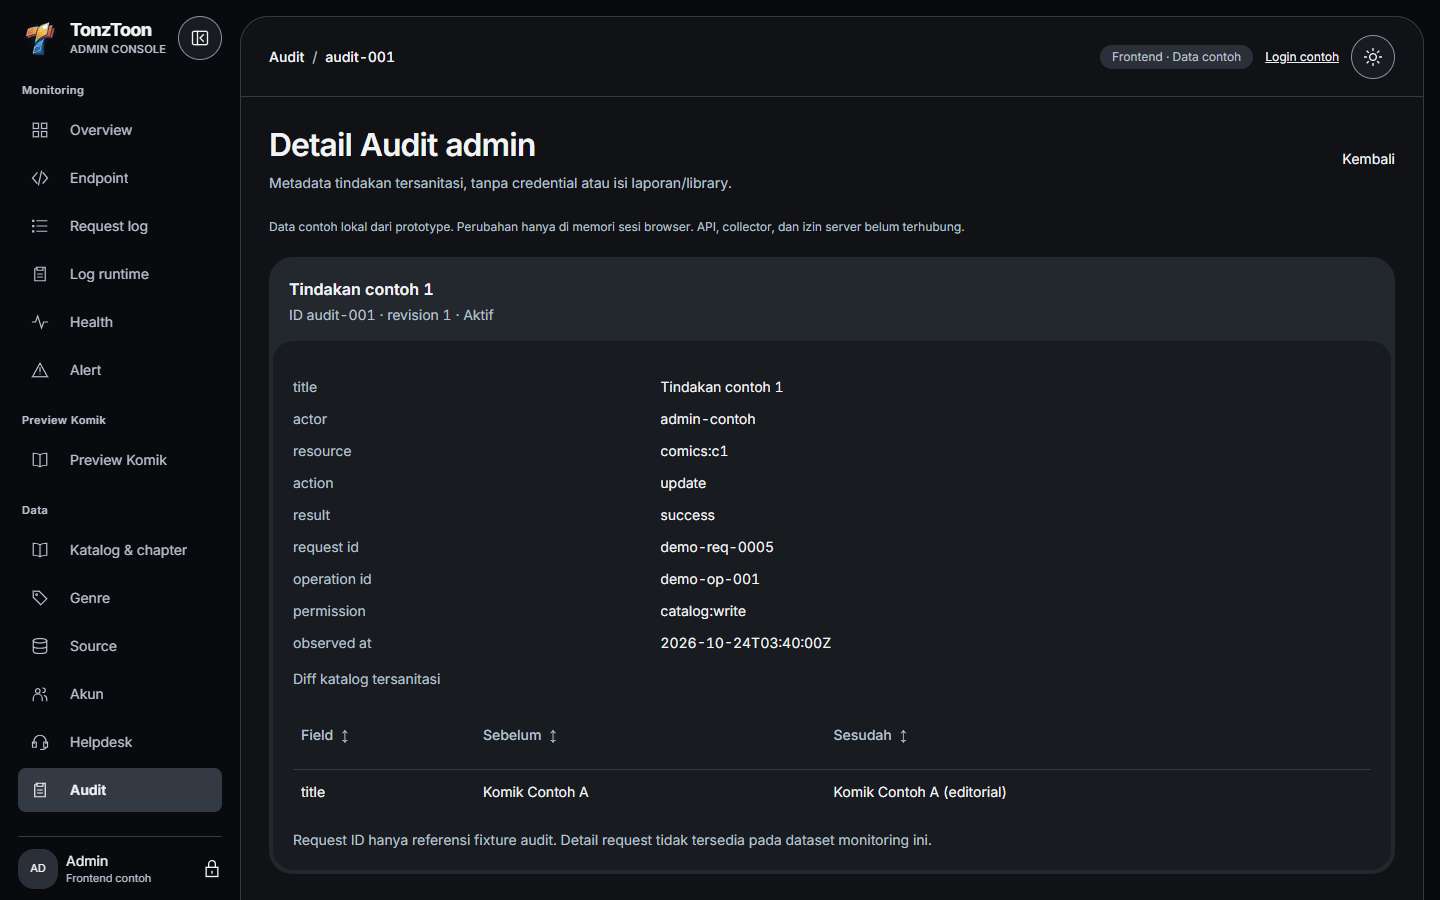 TonzToon
ADMIN CONSOLE
Monitoring
Overview
Endpoint
Request log
Log runtime
Health
Alert
Preview Komik
Preview Komik
Data
Katalog & chapter
Genre
Source
Akun
Helpdesk
Audit
AD
Admin
Frontend contoh
Audit / audit-001
Frontend · Data contoh
Login contoh
Detail Audit admin
Kembali
Metadata tindakan tersanitasi, tanpa credential atau isi laporan/library.
Data contoh lokal dari prototype. Perubahan hanya di memori sesi browser. API, collector, dan izin server belum terhubung.
Tindakan contoh 1
ID audit-001 · revision 1 · Aktif
title Tindakan contoh 1
actor admin-contoh
resource comics:c1
action update
result success
request id demo-req-0005
operation id demo-op-001
permission catalog:write
observed at 2026-10-24T03:40:00Z
Diff katalog tersanitasi
Field Sebelum Sesudah
title Komik Contoh A Komik Contoh A (editorial)
Request ID hanya referensi fixture audit. Detail request tidak tersedia pada dataset monitoring ini.